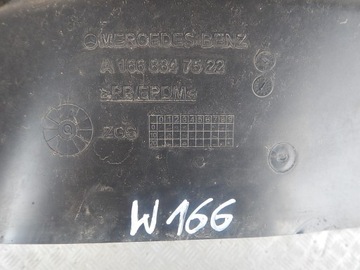 MERCEDES-BENZ
A 166 884 75 22
>PP/EPDM<
W166